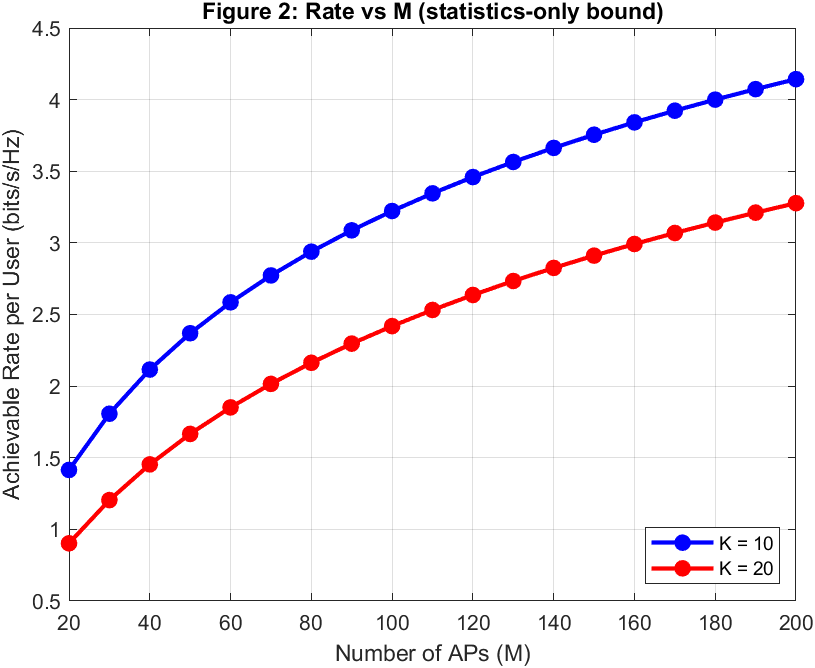 Figure 2: Rate vs M (statistics-only bound)
Achievable Rate per User (bits/s/Hz)
4.5
4
3.5
3
2.5
2
1.5
1
0.5
20 40 60 80 100 120 140 160 180 200
Number of APs (M)
K = 10
K = 20